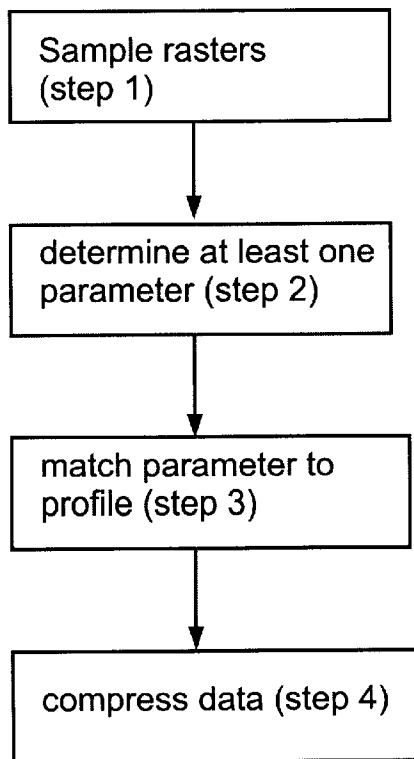 Sample rasters
(step 1)
determine at least one
parameter (step 2)
match parameter to
profile (step 3)
compress data (step 4)